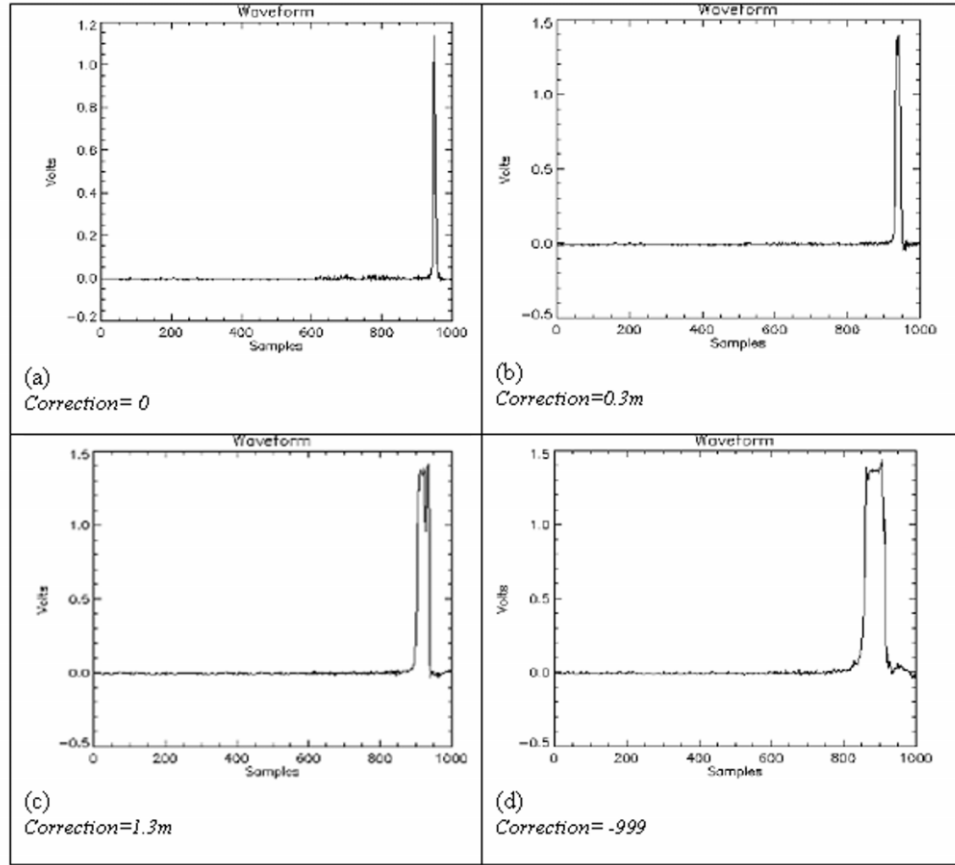 Waveform
1.2
1.0
0.8
0.6
0.4
0.2
0.0
−0.2
Volts
0 200 400 600 800 1000
Samples
(a)
Correction= 0
Waveform
1.5
1.0
0.5
0.0
−0.5
Volts
0 200 400 600 800 1000
Samples
(b)
Correction=0.3m
Waveform
1.5
1.0
0.5
0.0
−0.5
Volts
0 200 400 600 800 1000
Samples
(c)
Correction=1.3m
Waveform
1.5
1.0
0.5
0.0
−0.5
Volts
0 200 400 600 800 1000
Samples
(d)
Correction= -999